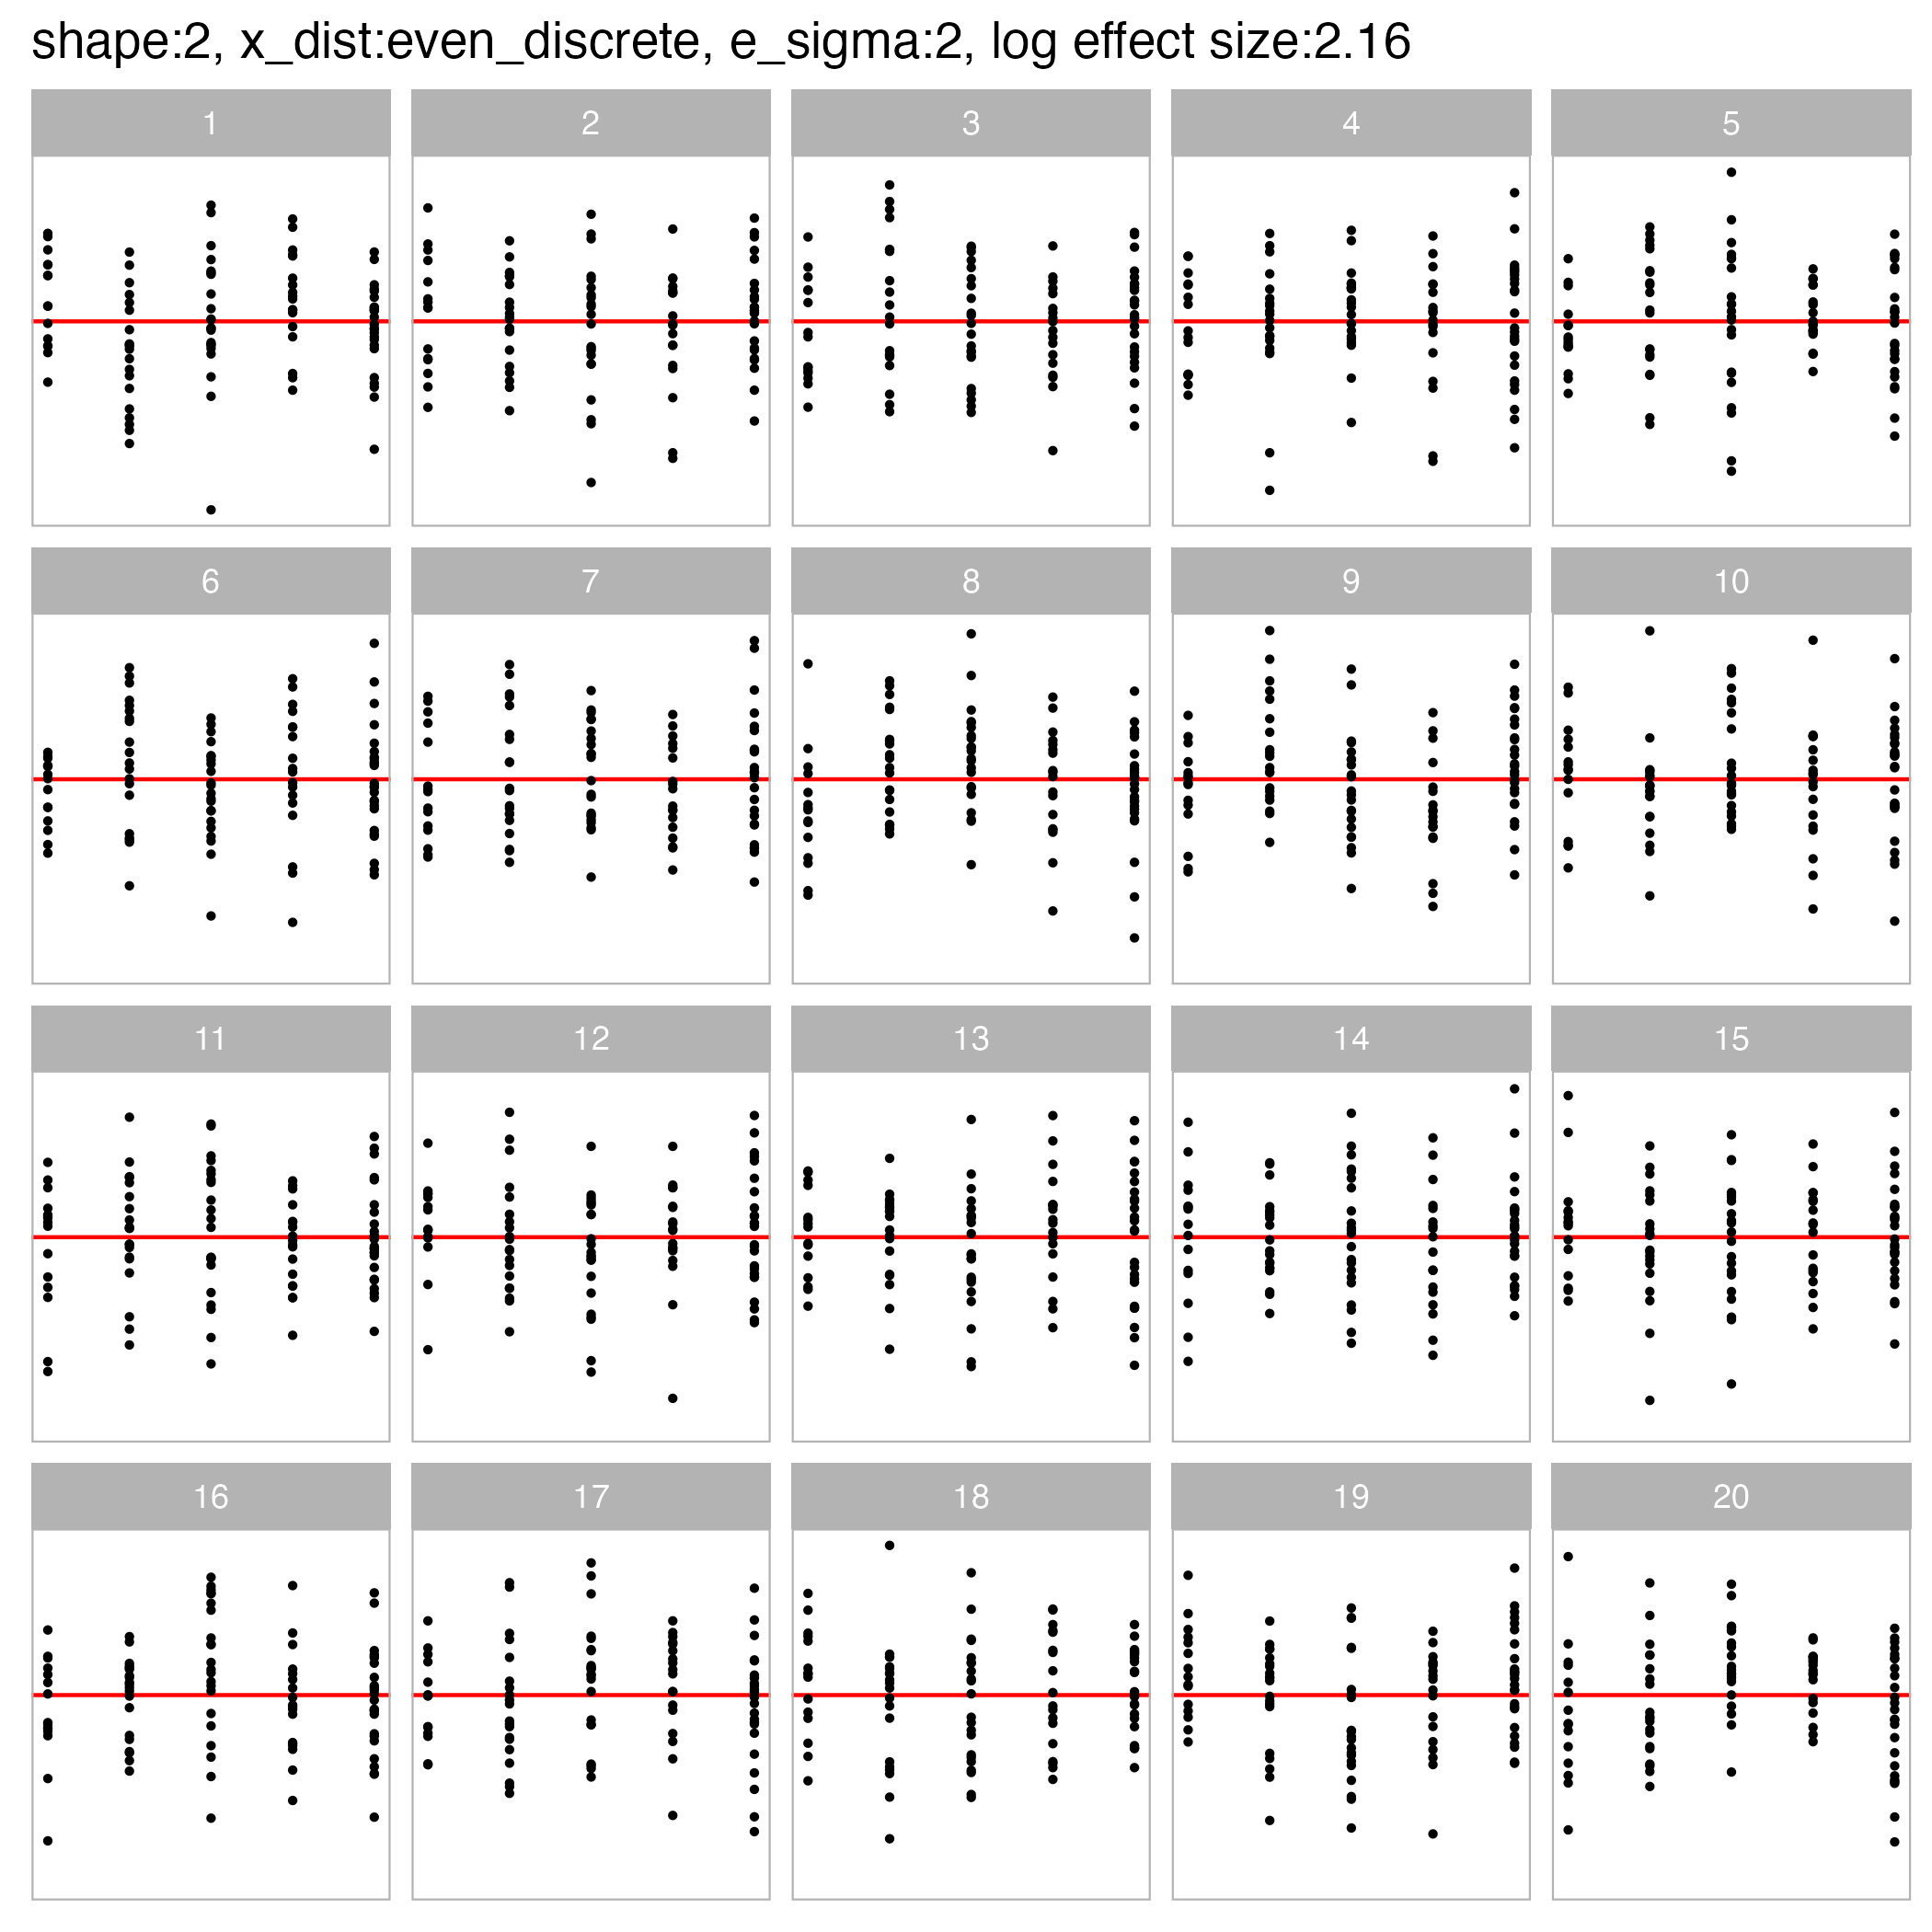 shape:2, x_dist:even_discrete, e_sigma:2, log effect size:2.16
1 2 3 4 5
6 7 8 9 10
11 12 13 14 15
16 17 18 19 20